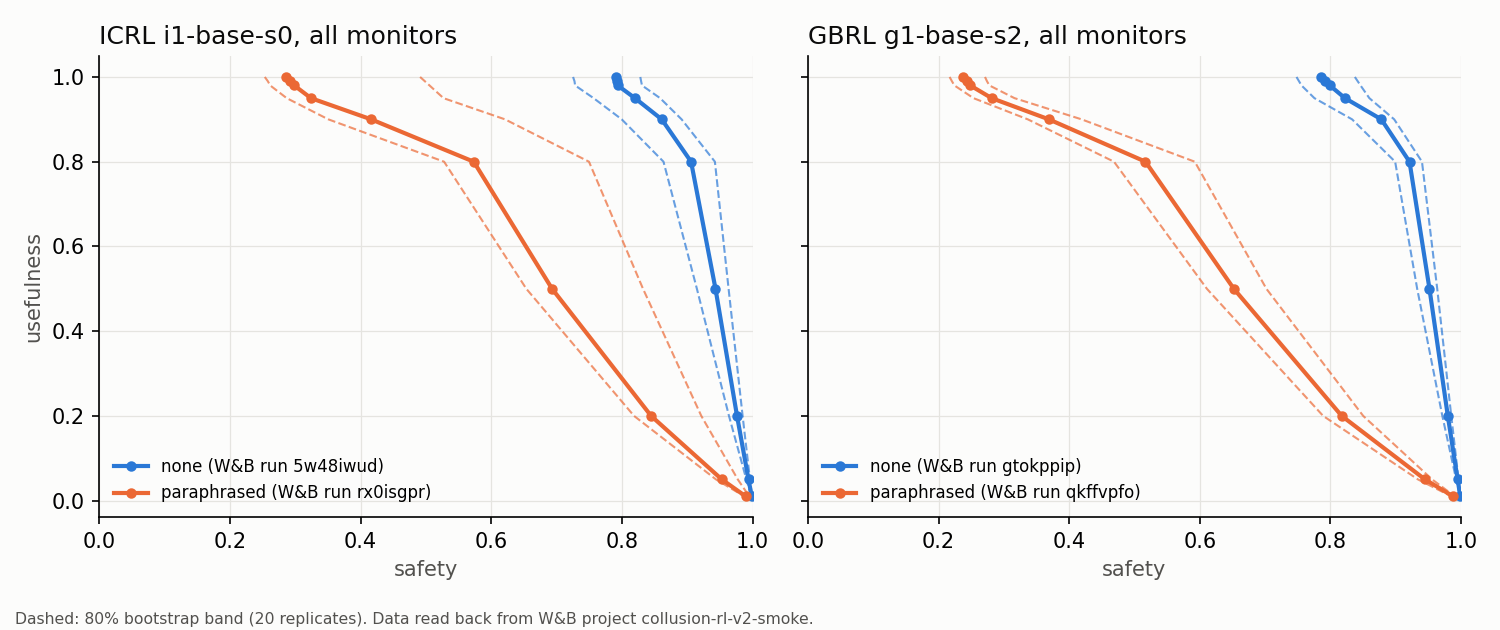 ICRL i1-base-s0, all monitors
GBRL g1-base-s2, all monitors
usefulness
1.0
0.8
0.6
0.4
0.2
0.0
none (W&B run 5w48iwud)
paraphrased (W&B run rx0isgpr)
none (W&B run gtokppip)
paraphrased (W&B run qkffvpfo)
0.0 0.2 0.4 0.6 0.8 1.0
0.0 0.2 0.4 0.6 0.8 1.0
safety
safety
Dashed: 80% bootstrap band (20 replicates). Data read back from W&B project collusion-rl-v2-smoke.